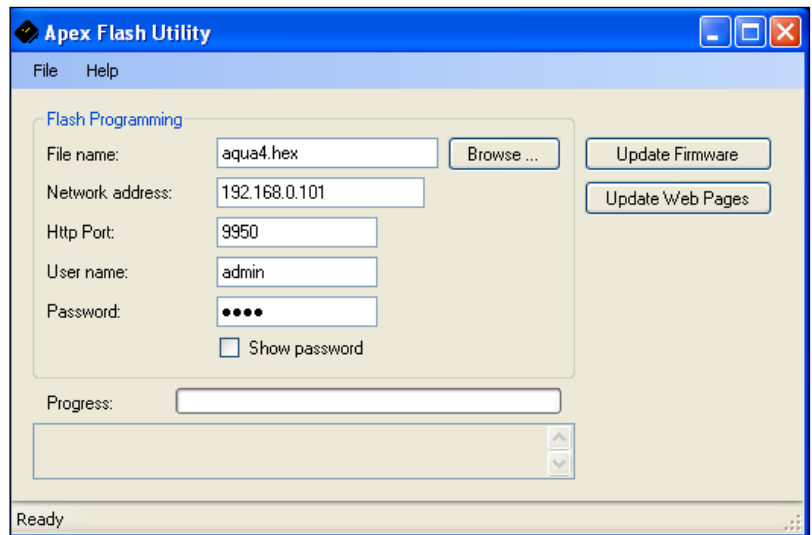 Apex Flash Utility
File Help
Flash Programming
File name: aqua4.hex Browse ... Update Firmware
Network address: 192.168.0.101 Update Web Pages
Http Port: 9950
User name: admin
Password: ●●●●
Show password
Progress:
Ready